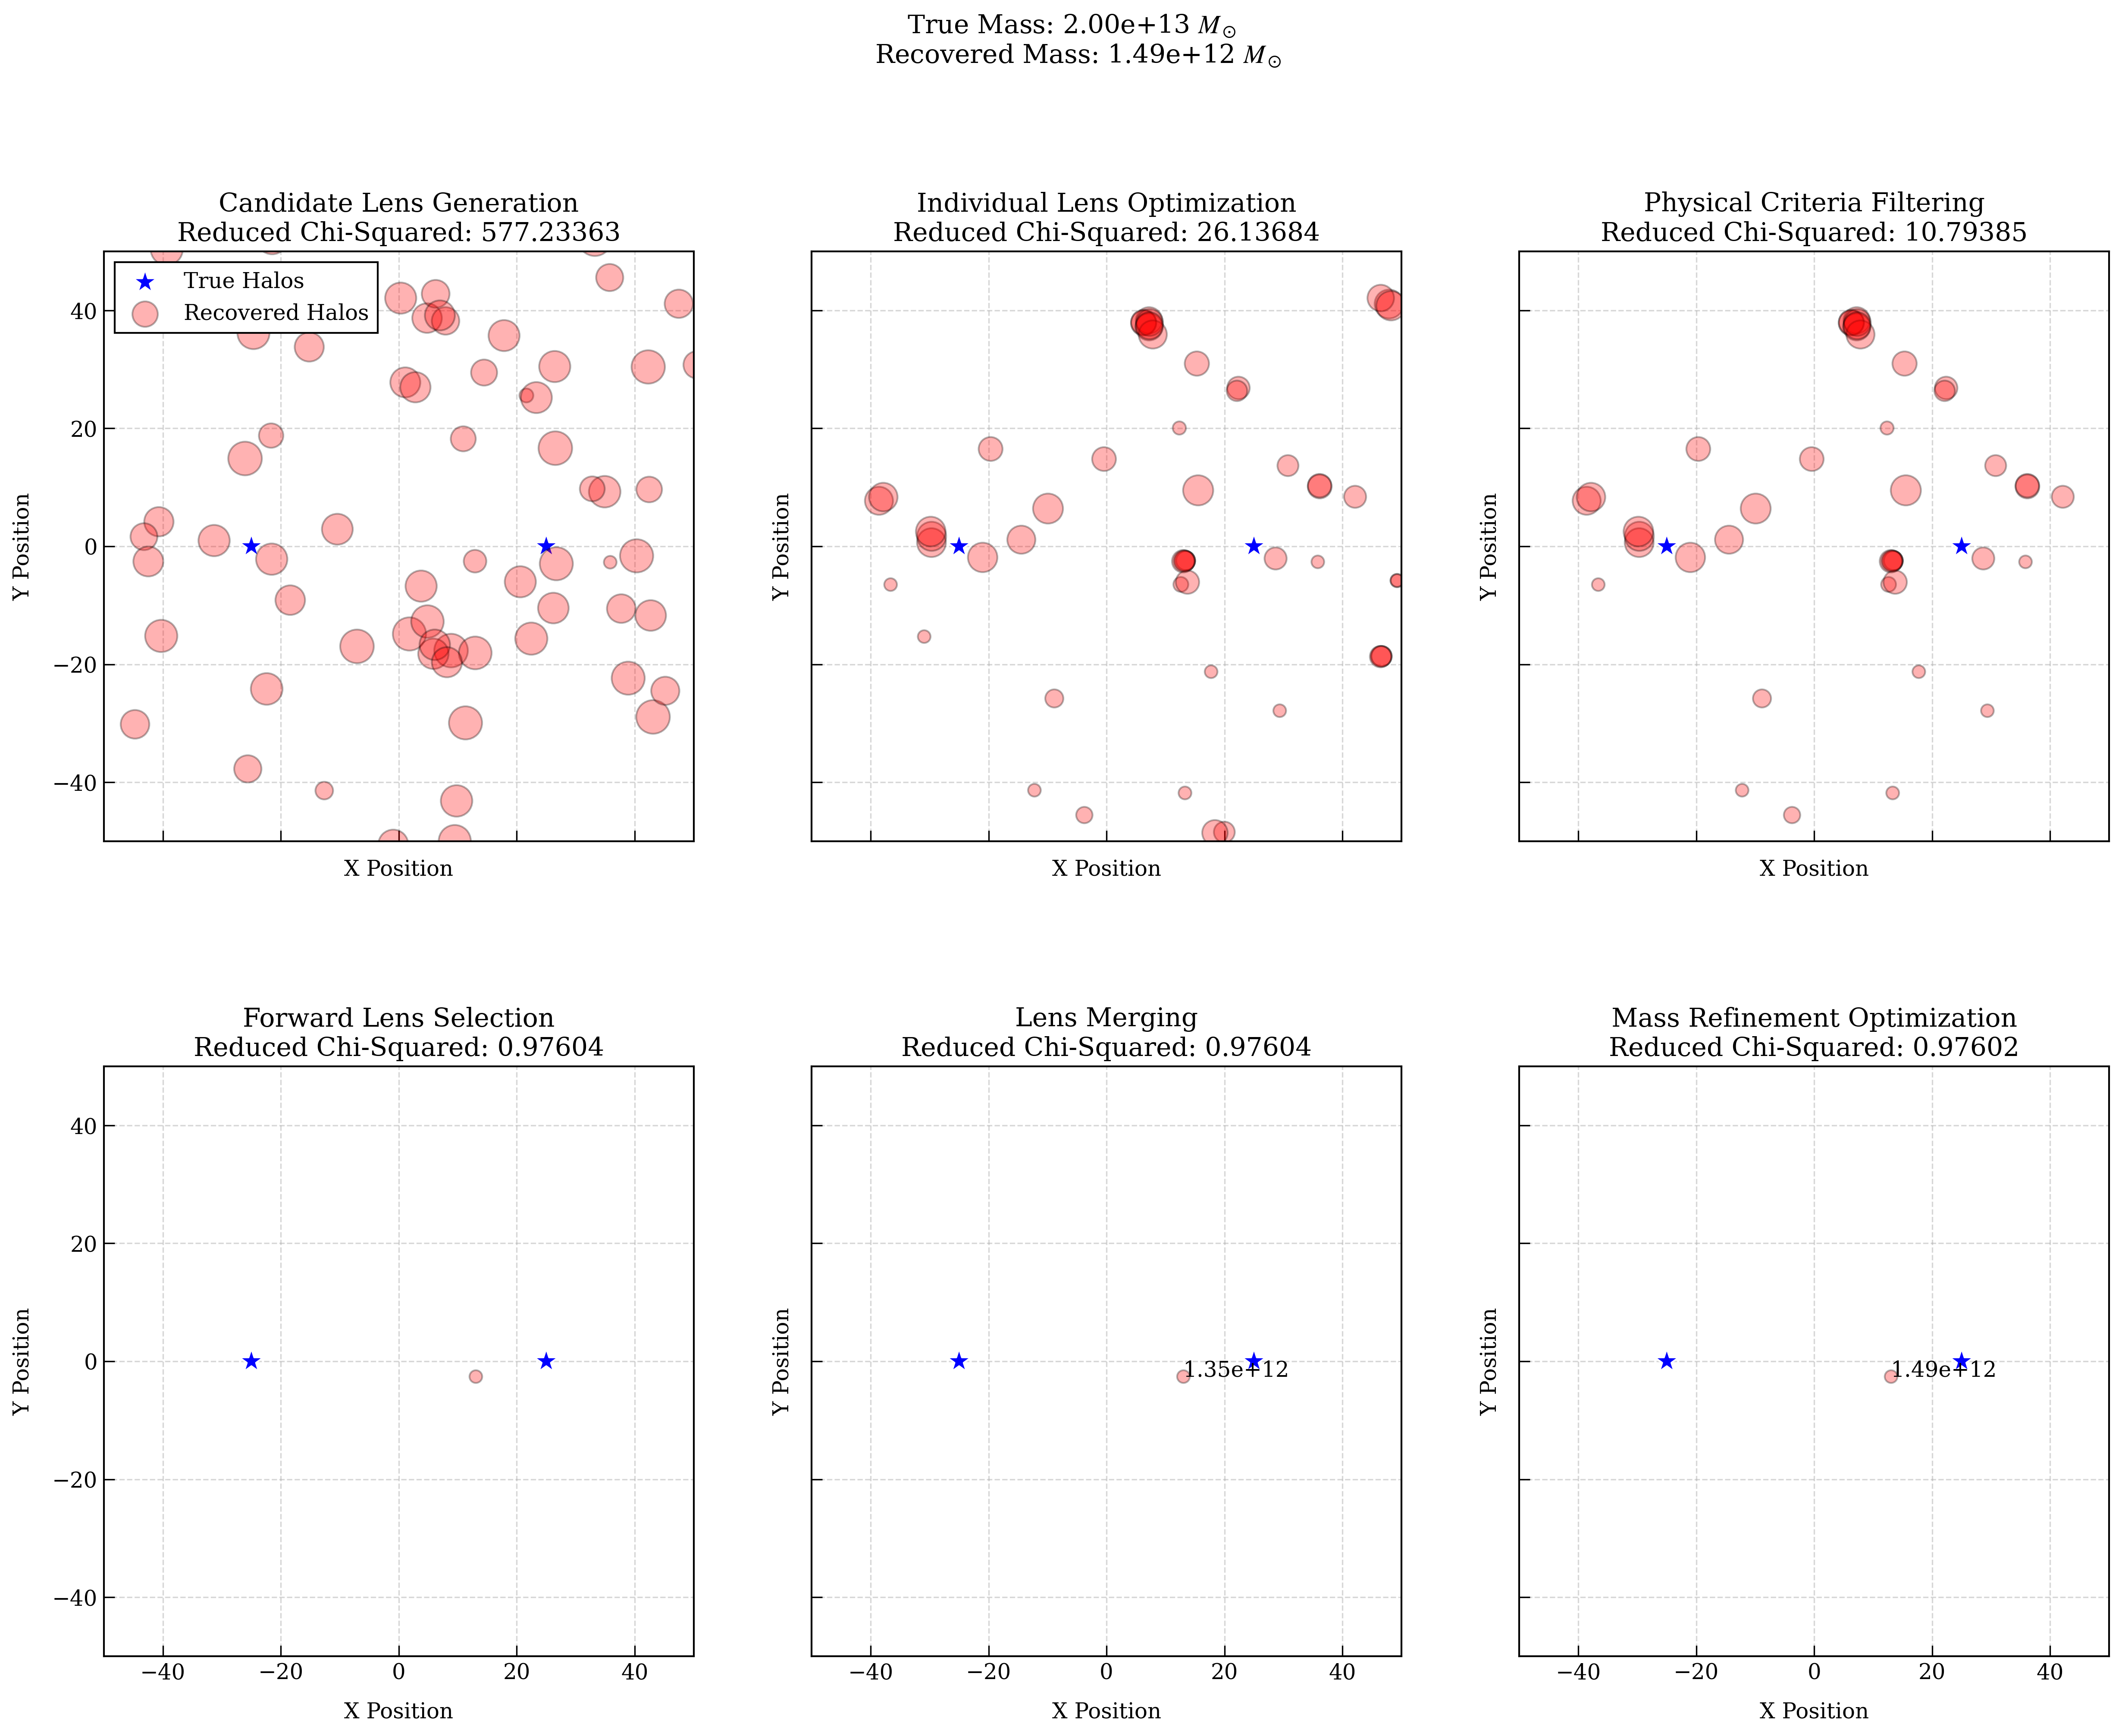 True Mass: 2.00e+13 M⊙
Recovered Mass: 1.49e+12 M⊙
Candidate Lens Generation
Reduced Chi-Squared: 577.23363
True Halos
Recovered Halos
40
20
0
−20
−40
Y Position
X Position
Individual Lens Optimization
Reduced Chi-Squared: 26.13684
Y Position
X Position
Physical Criteria Filtering
Reduced Chi-Squared: 10.79385
Y Position
X Position
Forward Lens Selection
Reduced Chi-Squared: 0.97604
40
20
0
−20
−40
Y Position
−40 −20 0 20 40
X Position
Lens Merging
Reduced Chi-Squared: 0.97604
1.35e+12
Y Position
−40 −20 0 20 40
X Position
Mass Refinement Optimization
Reduced Chi-Squared: 0.97602
1.49e+12
Y Position
−40 −20 0 20 40
X Position